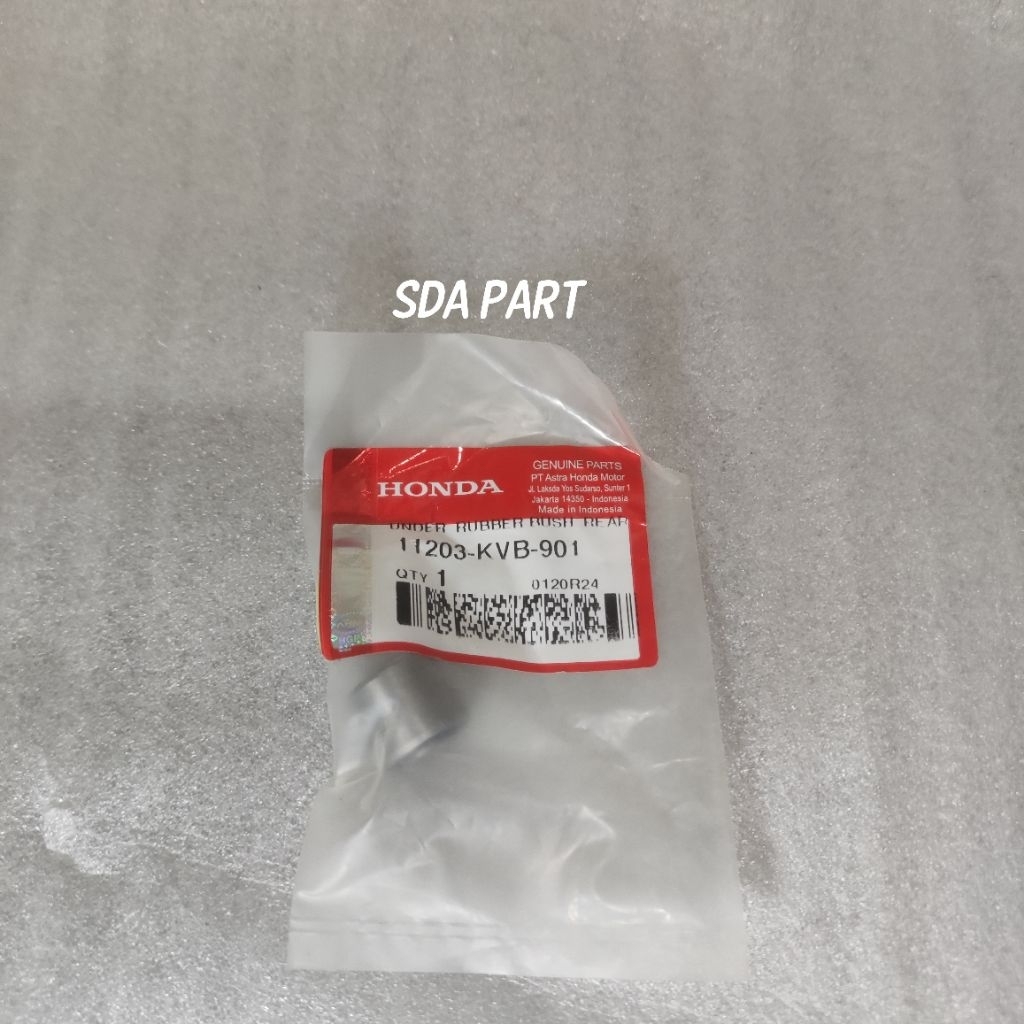 SDA PART
HONDA
GENUINE PARTS
PT Astra Honda Motor
Jl. Laksda Yos Sudarso, Sunter 1
Jakarta 14350 - Indonesia
Made in Indonesia
UNDER RUBBER BUSH REAR
11203-KVB-901
QTY 1 0120R24